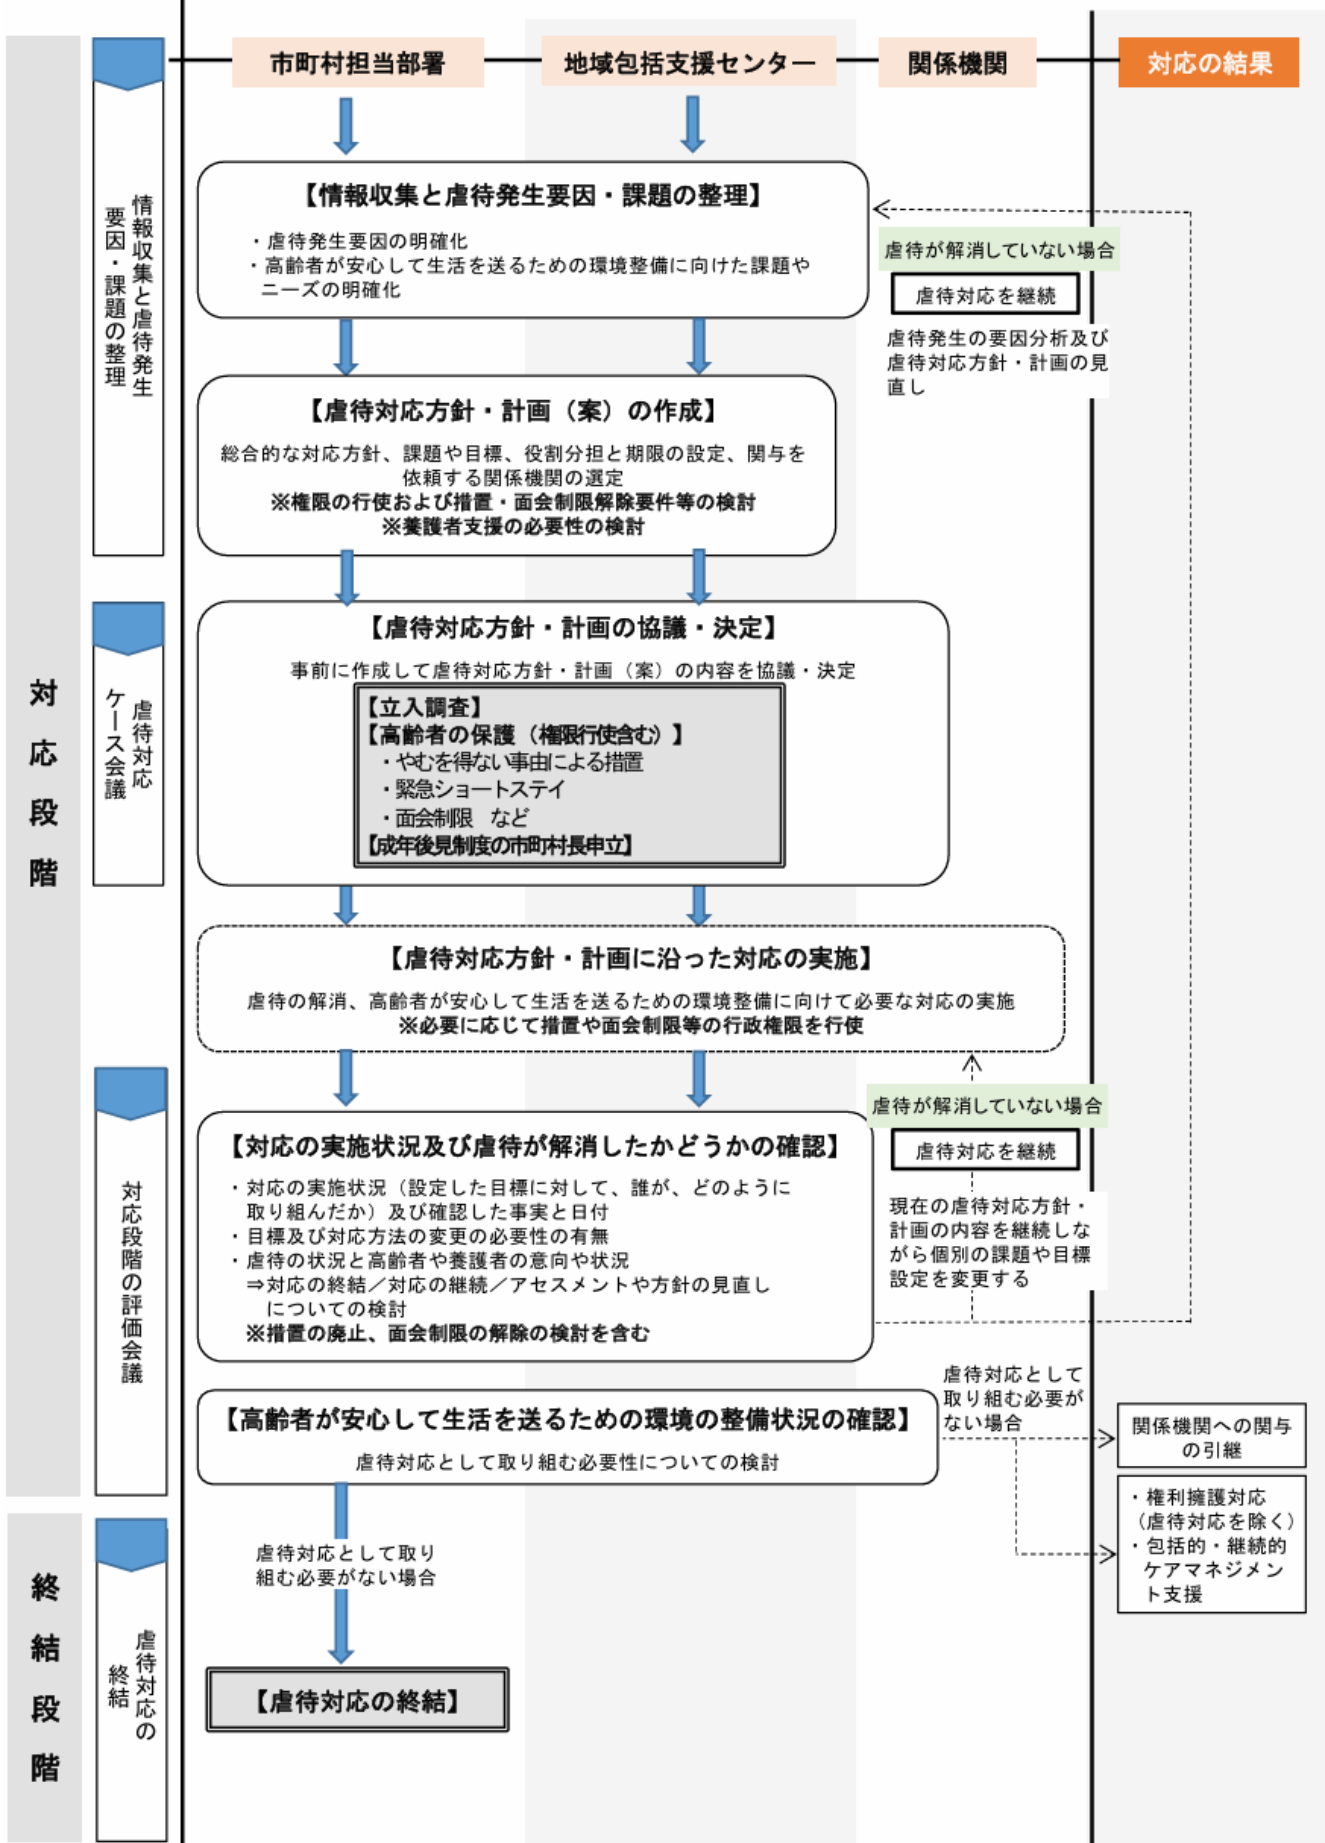 市町村担当部署
地域包括支援センター
関係機関
対応の結果
対応段階
情報収集と虐待発生
要因・課題の整理
【情報収集と虐待発生要因・課題の整理】
・虐待発生要因の明確化
・高齢者が安心して生活を送るための環境整備に向けた課題や
ニーズの明確化
虐待が解消していない場合
虐待対応を継続
虐待発生の要因分析及び
虐待対応方針・計画の見
直し
【虐待対応方針・計画（案）の作成】
総合的な対応方針、課題や目標、役割分担と期限の設定、関与を
依頼する関係機関の選定
※権限の行使および措置・面会制限解除要件等の検討
※養護者支援の必要性の検討
虐待対応
ケース会議
【虐待対応方針・計画の協議・決定】
事前に作成して虐待対応方針・計画（案）の内容を協議・決定
【立入調査】
【高齢者の保護（権限行使含む）】
・やむを得ない事由による措置
・緊急ショートステイ
・面会制限　など
【成年後見制度の市町村長申立】
【虐待対応方針・計画に沿った対応の実施】
虐待の解消、高齢者が安心して生活を送るための環境整備に向けて必要な対応の実施
※必要に応じて措置や面会制限等の行政権限を行使
対応段階の評価会議
【対応の実施状況及び虐待が解消したかどうかの確認】
・対応の実施状況（設定した目標に対して、誰が、どのように
取り組んだか）及び確認した事実と日付
・目標及び対応方法の変更の必要性の有無
・虐待の状況と高齢者や養護者の意向や状況
⇒対応の終結／対応の継続／アセスメントや方針の見直し
についての検討
※措置の廃止、面会制限の解除の検討を含む
虐待が解消していない場合
虐待対応を継続
現在の虐待対応方針・
計画の内容を継続しな
がら個別の課題や目標
設定を変更する
【高齢者が安心して生活を送るための環境の整備状況の確認】
虐待対応として取り組む必要性についての検討
虐待対応として
取り組む必要が
ない場合
関係機関への関与
の引継
・権利擁護対応
（虐待対応を除く）
・包括的・継続的
ケアマネジメン
ト支援
終結段階
虐待対応の
終結
虐待対応として取り
組む必要がない場合
【虐待対応の終結】